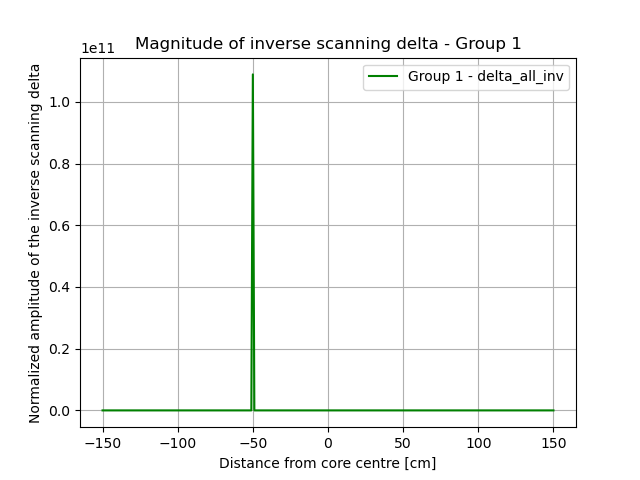 Magnitude of inverse scanning delta - Group 1
1e11
Group 1 - delta_all_inv
Normalized amplitude of the inverse scanning delta
1.0
0.8
0.6
0.4
0.2
0.0
−150 −100 −50 0 50 100 150
Distance from core centre [cm]